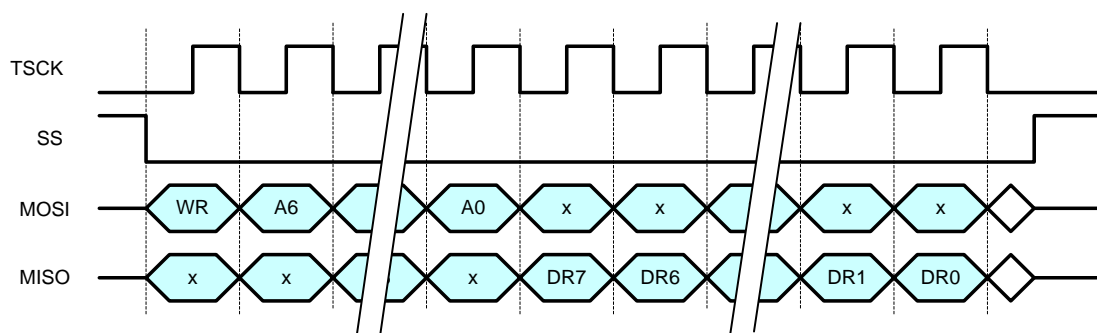 TSCK
SS
MOSI WR A6 A0 x x x x
MISO x x x DR7 DR6 DR1 DR0